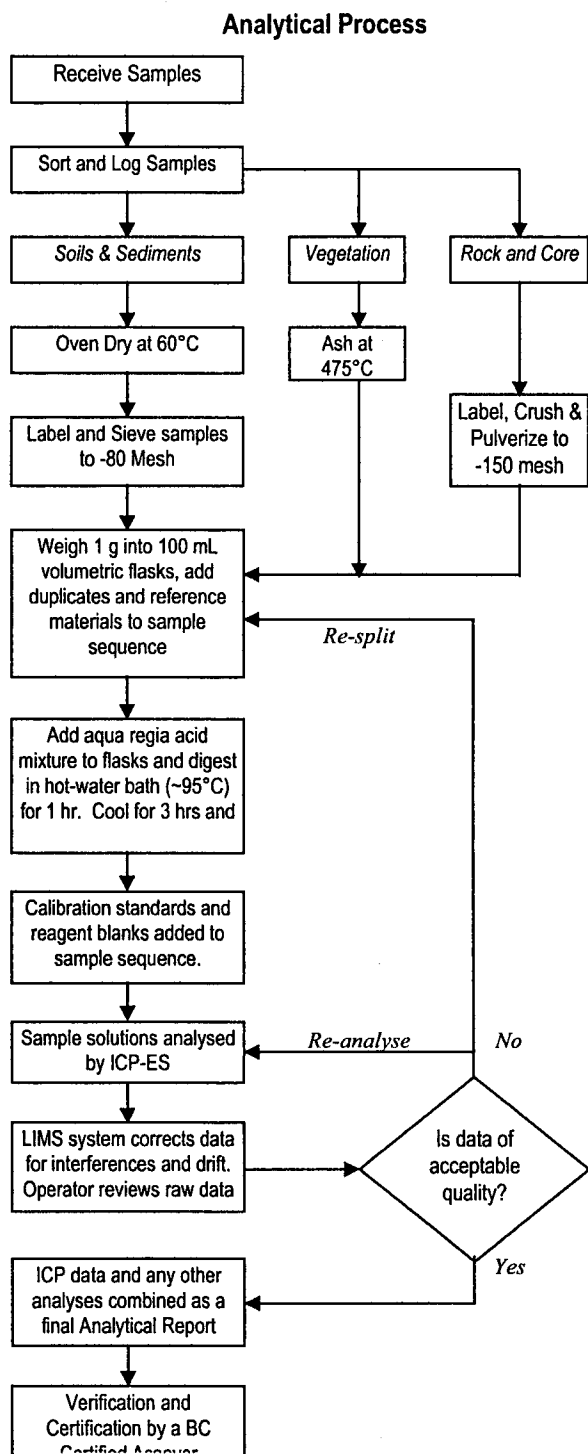 Analytical Process
Receive Samples
Sort and Log Samples
Soils & Sediments
Vegetation
Rock and Core
Oven Dry at 60°C
Ash at
475°C
Label, Crush &
Pulverize to
-150 mesh
Label and Sieve samples
to -80 Mesh
Weigh 1 g into 100 mL
volumetric flasks, add
duplicates and reference
materials to sample
sequence
Re-split
Add aqua regia acid
mixture to flasks and digest
in hot-water bath (~95°C)
for 1 hr. Cool for 3 hrs and
Calibration standards and
reagent blanks added to
sample sequence.
Sample solutions analysed
by ICP-ES
Re-analyse
No
LIMS system corrects data
for interferences and drift.
Operator reviews raw data
Is data of
acceptable
quality?
Yes
ICP data and any other
analyses combined as a
final Analytical Report
Verification and
Certification by a BC
Certified Assayer